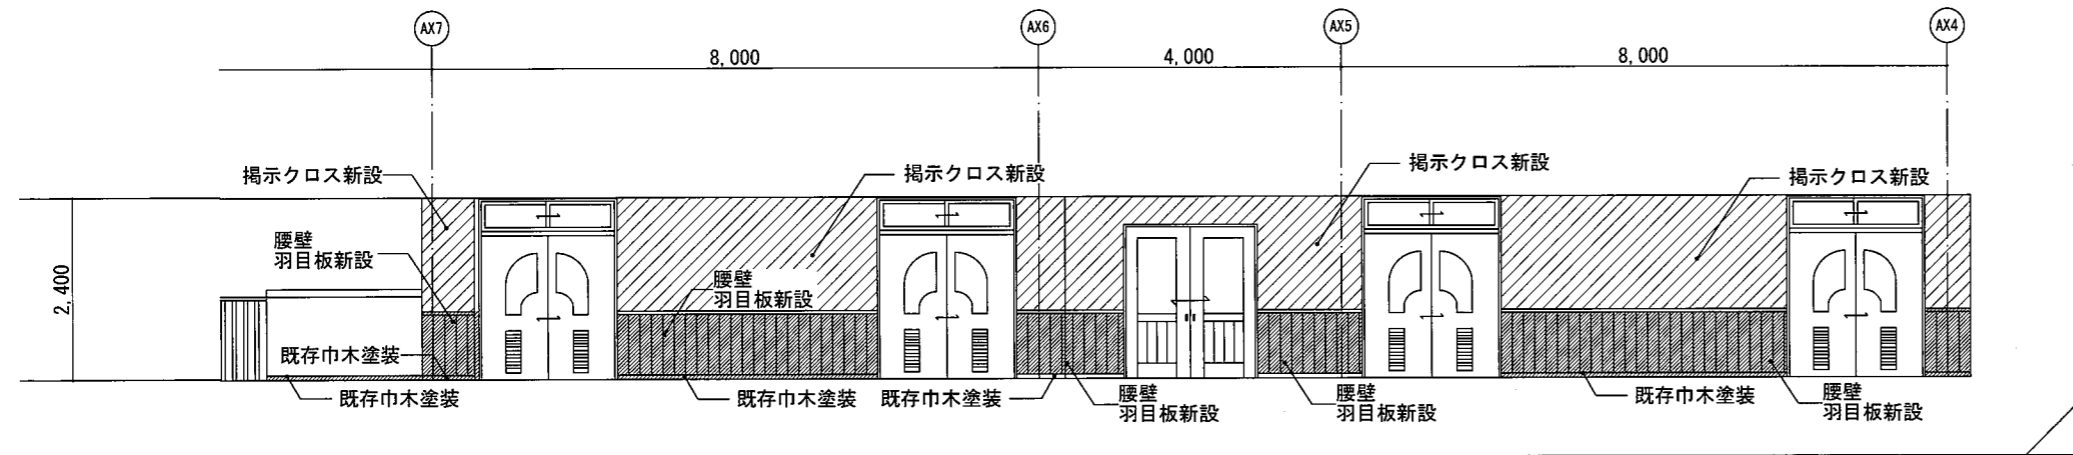 AX7
AX6
AX5
AX4
8,000
4,000
8,000
掲示クロス新設
掲示クロス新設
掲示クロス新設
掲示クロス新設
腰壁
羽目板新設
腰壁
羽目板新設
2,400
既存巾木塗装
既存巾木塗装
既存巾木塗装
既存巾木塗装
腰壁
羽目板新設
腰壁
羽目板新設
既存巾木塗装
腰壁
羽目板新設